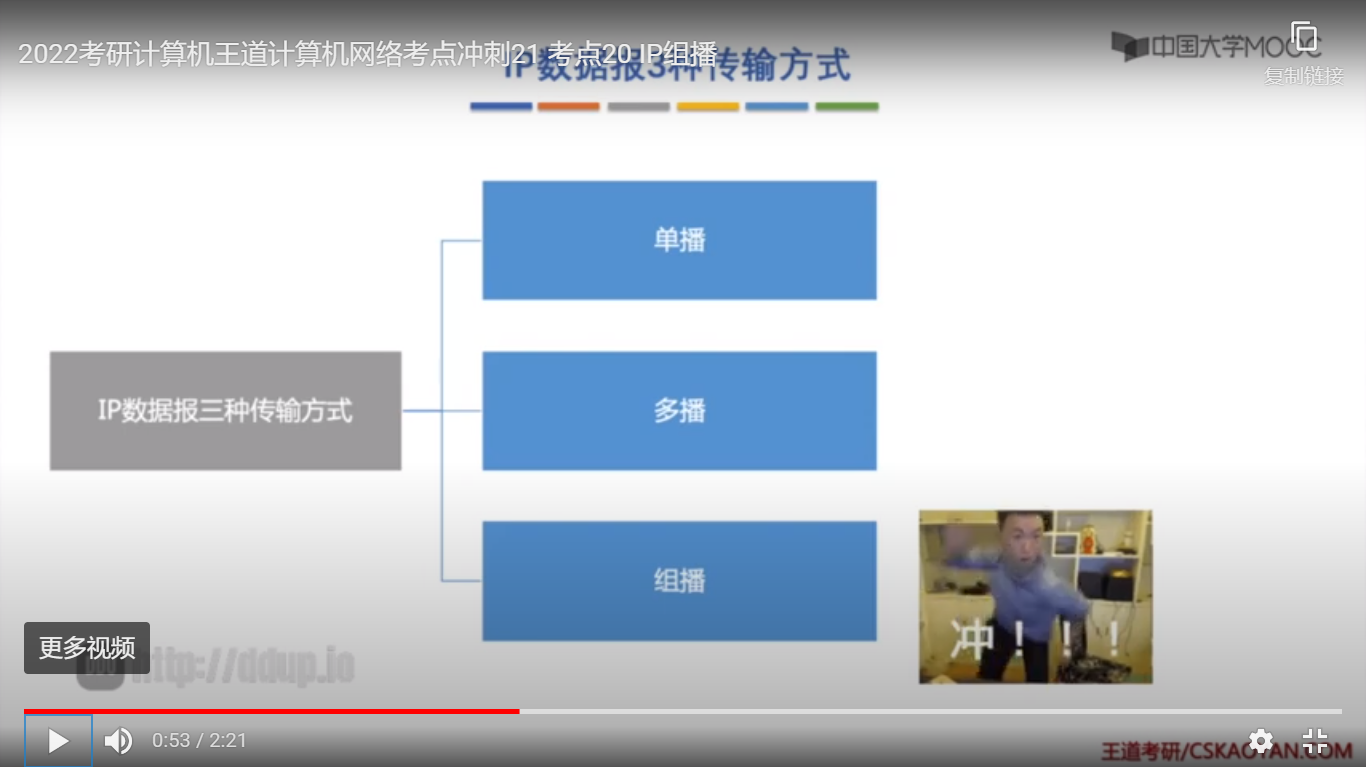 2022考研计算机王道计算机网络考点冲刺21 考点20 IP组播
IP数据报3种传输方式
中国大学MOOC
复制链接
单播
IP数据报三种传输方式
多播
组播
冲！！！
更多视频
http://ddup.io
0:53 / 2:21
王道考研/CSKAOYAN.COM